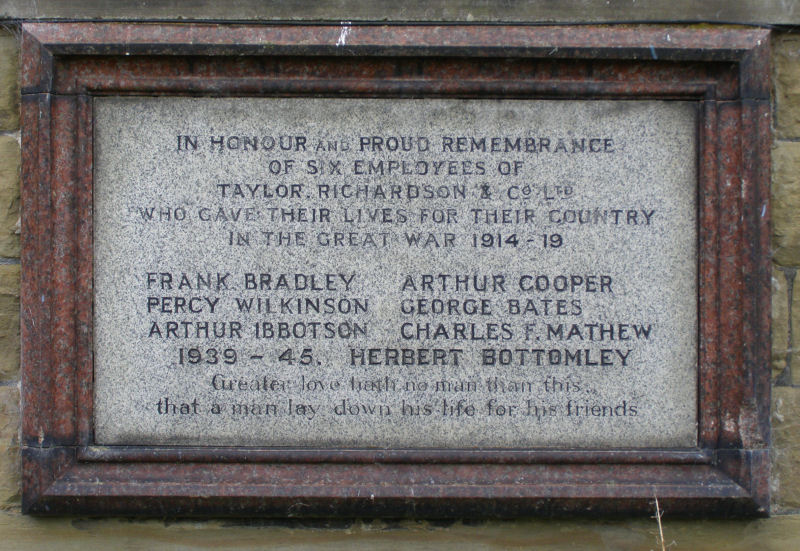 IN HONOUR AND PROUD REMEMBRANCE
OF SIX EMPLOYEES OF
TAYLOR, RICHARDSON & Co. LTD
WHO GAVE THEIR LIVES FOR THEIR COUNTRY
IN THE GREAT WAR 1914-19
FRANK BRADLEY ARTHUR COOPER
PERCY WILKINSON GEORGE BATES
ARTHUR IBBOTSON CHARLES F. MATHEW
1939 - 45. HERBERT BOTTOMLEY
Greater love hath no man than this
that a man lay down his life for his friends